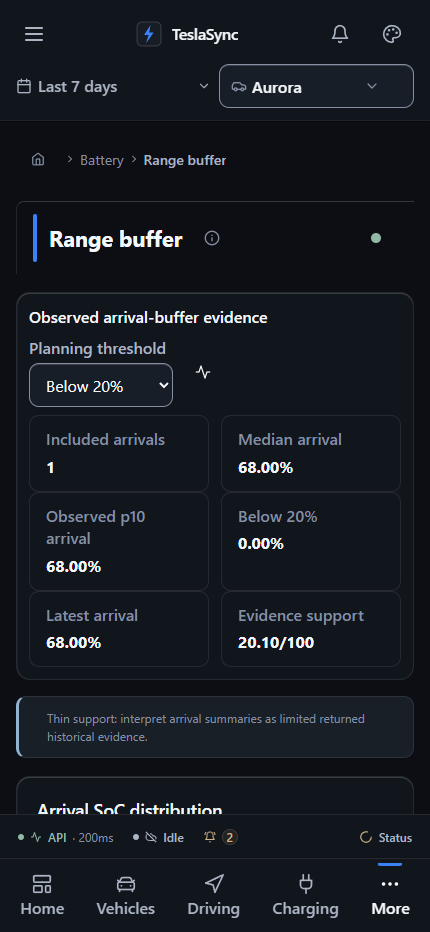 TeslaSync
Last 7 days
Aurora
Battery
Range buffer
Range buffer
Observed arrival-buffer evidence
Planning threshold
Below 20%
Included arrivals
1
Median arrival
68.00%
Observed p10
arrival
68.00%
Below 20%
0.00%
Latest arrival
68.00%
Evidence support
20.10/100
Thin support: interpret arrival summaries as limited returned
historical evidence.
Arrival SoC distribution
API · 200ms
Idle
2
Status
Home
Vehicles
Driving
Charging
More